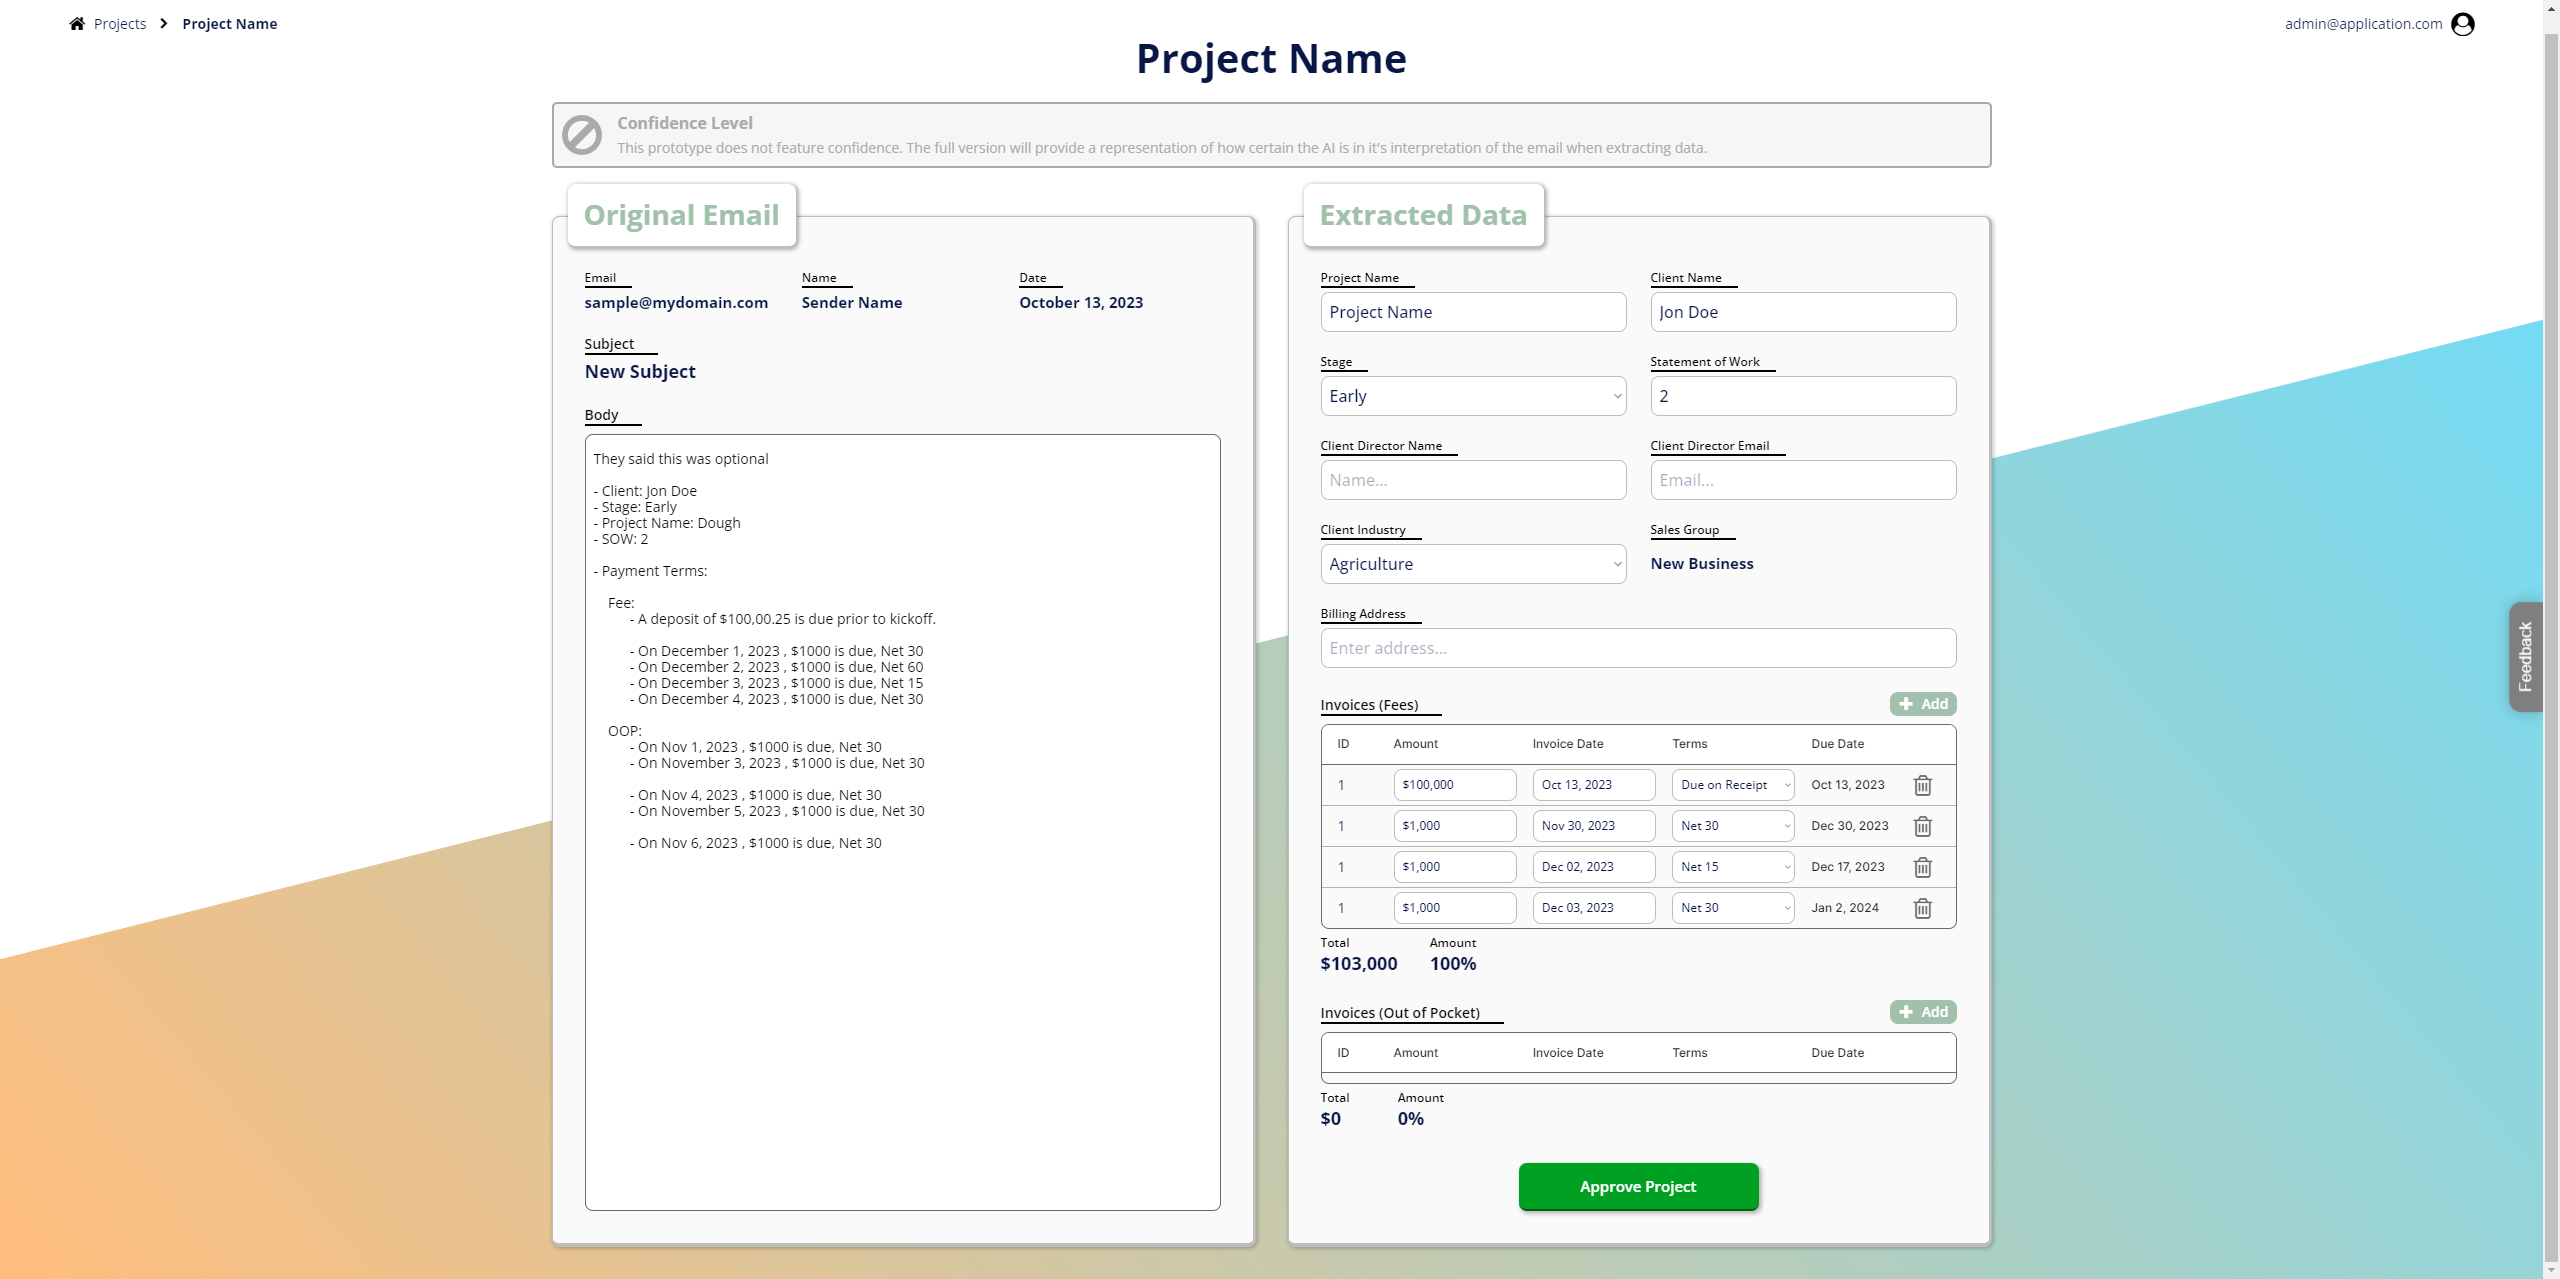 Projects
Project Name
admin@application.com
Project Name
Confidence Level
This prototype does not feature confidence. The full version will provide a representation of how certain the AI is in it's interpretation of the email when extracting data.
Original Email
Email Name Date
sample@mydomain.com Sender Name October 13, 2023
Subject
New Subject
Body
They said this was optional
- Client: Jon Doe
- Stage: Early
- Project Name: Dough
- SOW: 2
- Payment Terms:
Fee:
- A deposit of $100,00.25 is due prior to kickoff.
- On December 1, 2023 , $1000 is due, Net 30
- On December 2, 2023 , $1000 is due, Net 60
- On December 3, 2023 , $1000 is due, Net 15
- On December 4, 2023 , $1000 is due, Net 30
OOP:
- On Nov 1, 2023 , $1000 is due, Net 30
- On November 3, 2023 , $1000 is due, Net 30
- On Nov 4, 2023 , $1000 is due, Net 30
- On November 5, 2023 , $1000 is due, Net 30
- On Nov 6, 2023 , $1000 is due, Net 30
Extracted Data
Project Name Client Name
Project Name Jon Doe
Stage Statement of Work
Early 2
Client Director Name Client Director Email
Name... Email...
Client Industry Sales Group
Agriculture New Business
Billing Address
Enter address...
Invoices (Fees) Add
ID Amount Invoice Date Terms Due Date
1 $100,000 Oct 13, 2023 Due on Receipt Oct 13, 2023
1 $1,000 Nov 30, 2023 Net 30 Dec 30, 2023
1 $1,000 Dec 02, 2023 Net 15 Dec 17, 2023
1 $1,000 Dec 03, 2023 Net 30 Jan 2, 2024
Total Amount
$103,000 100%
Invoices (Out of Pocket) Add
ID Amount Invoice Date Terms Due Date
Total Amount
$0 0%
Approve Project
Feedback